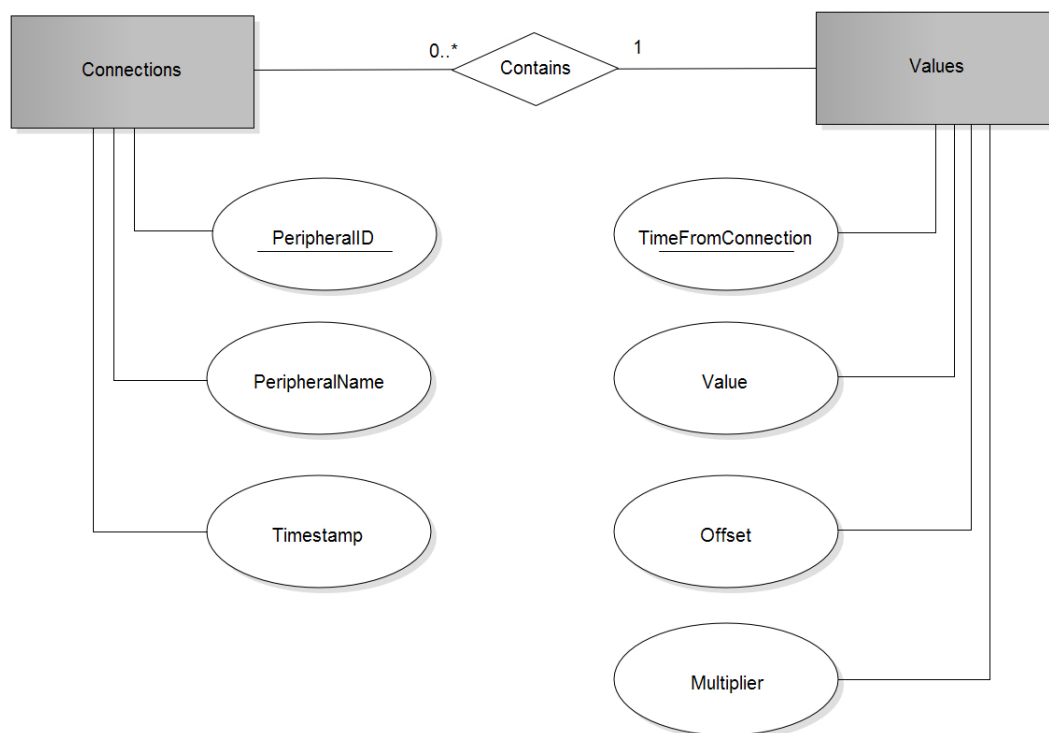 Connections
0..*
Contains
1
Values
PeripheralID
TimeFromConnection
PeripheralName
Value
Timestamp
Offset
Multiplier